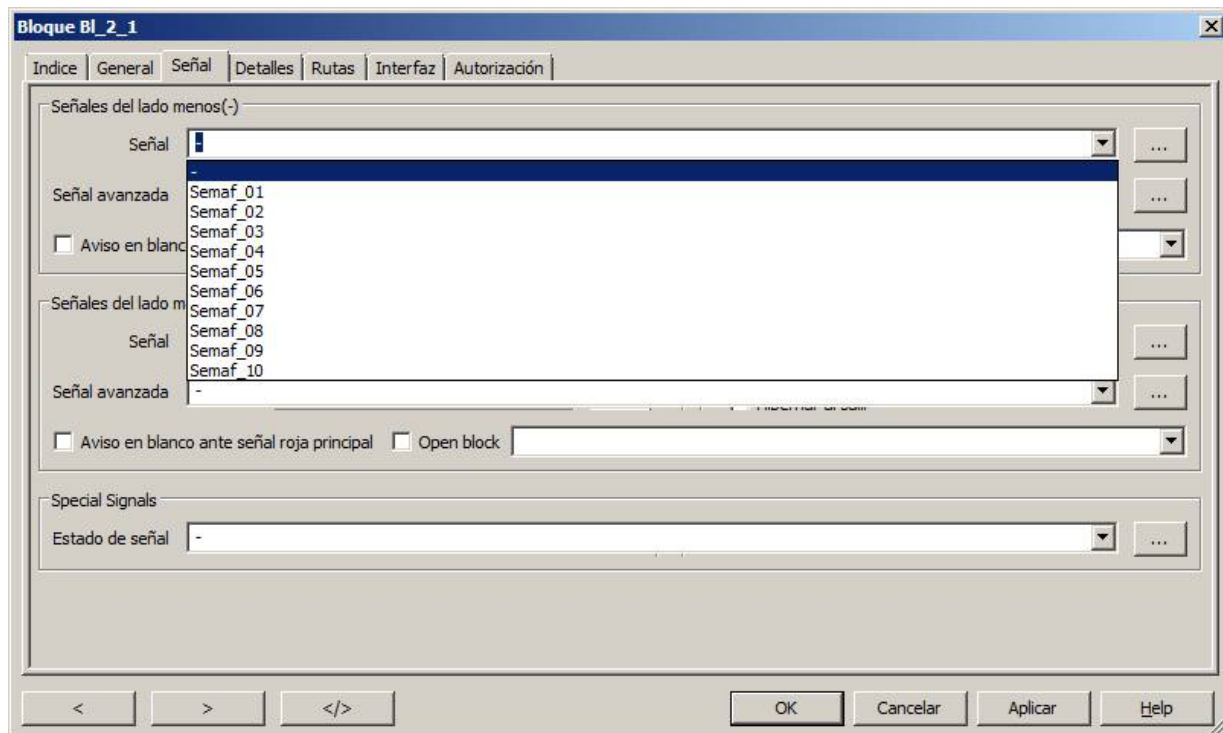 Bloque Bl_2_1
Indice General Señal Detalles Rutas Interfaz Autorización
Señales del lado menos(-)
Señal -
...
-
Semaf_01
Señal avanzada
...
Semaf_02
Semaf_03
Aviso en blanc
Semaf_04
Semaf_05
Semaf_06
Señales del lado m
Semaf_07
Semaf_08
Señal
...
Semaf_09
Semaf_10
Señal avanzada - ...
Aviso en blanco ante señal roja principal Open block
Special Signals
Estado de señal - ...
< > </> OK Cancelar Aplicar Help